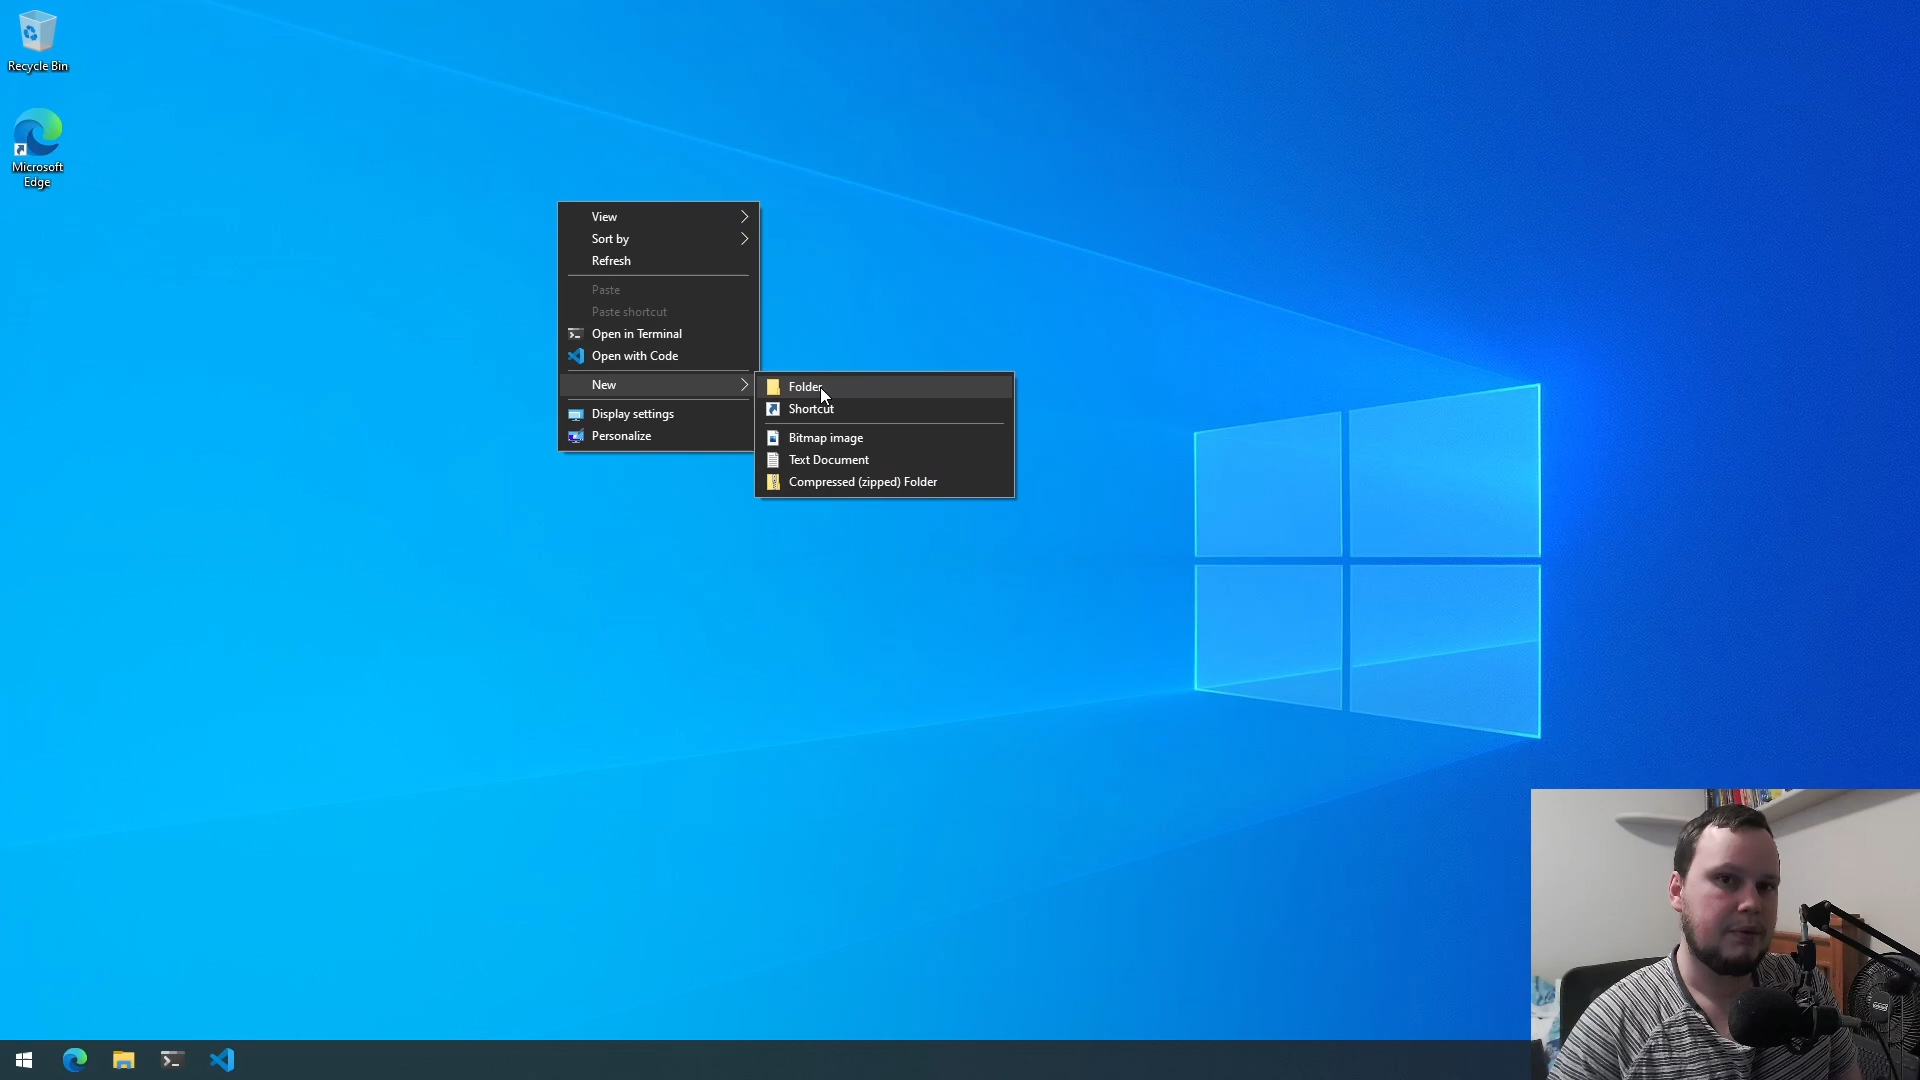 Recycle Bin
Microsoft
Edge
View
Sort by
Refresh
Paste
Paste shortcut
Open in Terminal
Open with Code
New
Display settings
Personalize
Folder
Shortcut
Bitmap image
Text Document
Compressed (zipped) Folder